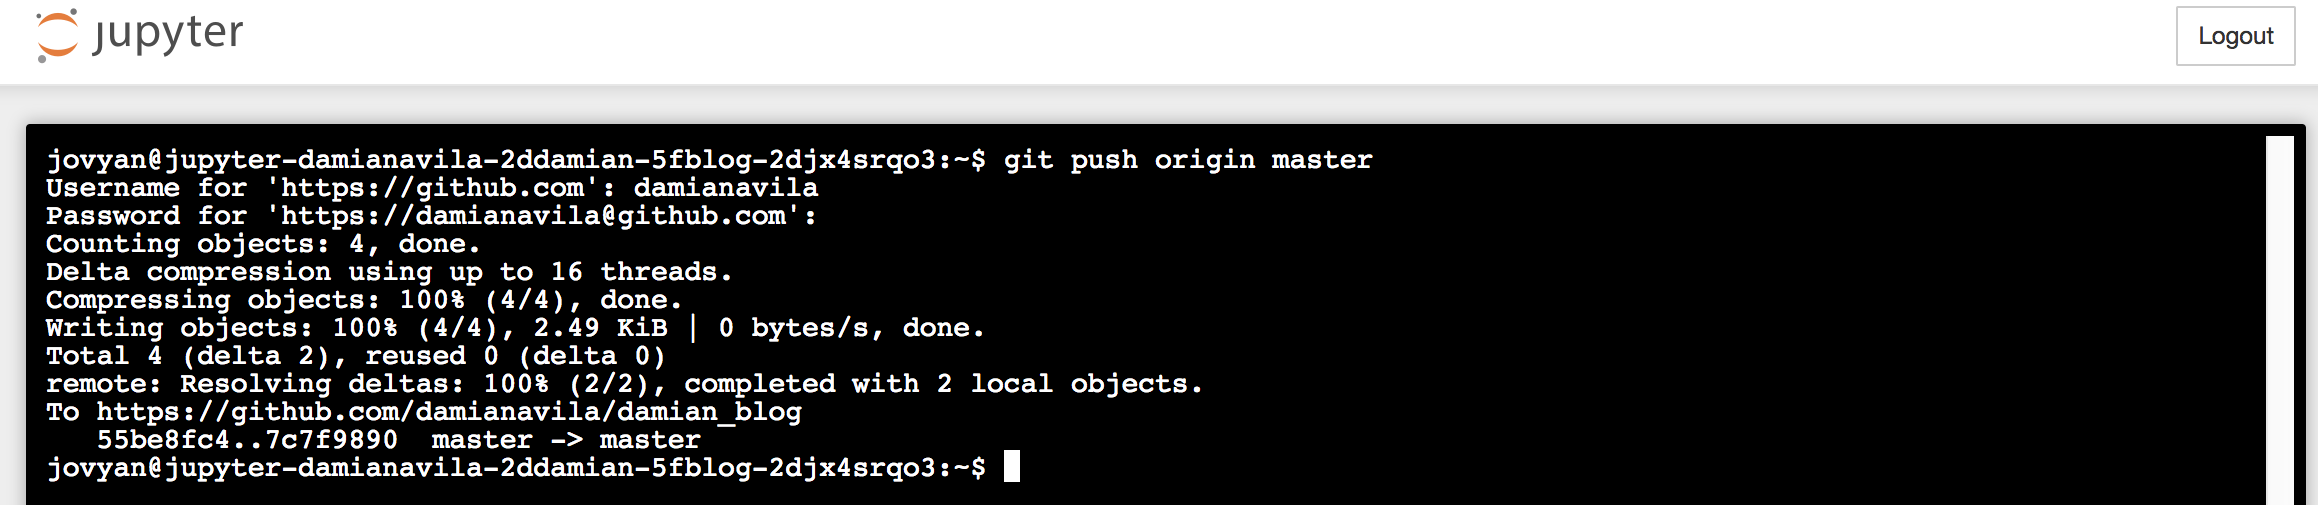 jupyter
Logout
jovyan@jupyter-damianavila-2ddamian-5fblog-2djx4srqo3:~$ git push origin master
Username for 'https://github.com': damianavila
Password for 'https://damianavila@github.com':
Counting objects: 4, done.
Delta compression using up to 16 threads.
Compressing objects: 100% (4/4), done.
Writing objects: 100% (4/4), 2.49 KiB | 0 bytes/s, done.
Total 4 (delta 2), reused 0 (delta 0)
remote: Resolving deltas: 100% (2/2), completed with 2 local objects.
To https://github.com/damianavila/damian_blog
   55be8fc4..7c7f9890  master -> master
jovyan@jupyter-damianavila-2ddamian-5fblog-2djx4srqo3:~$